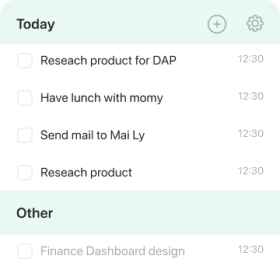 Today
Reseach product for DAP 12:30
Have lunch with momy 12:30
Send mail to Mai Ly 12:30
Reseach product 12:30
Other
Finance Dashboard design 12:30